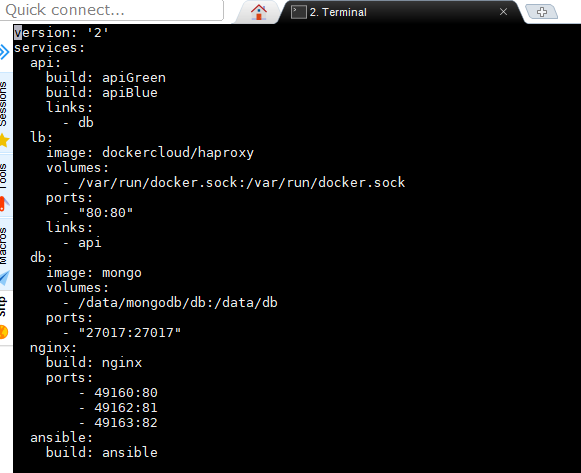 Quick connect...
2. Terminal
Sessions
Tools
Macros
Sftp
version: '2'
services:
  api:
    build: apiGreen
    build: apiBlue
    links:
      - db
  lb:
    image: dockercloud/haproxy
    volumes:
      - /var/run/docker.sock:/var/run/docker.sock
    ports:
      - "80:80"
    links:
      - api
  db:
    image: mongo
    volumes:
      - /data/mongodb/db:/data/db
    ports:
      - "27017:27017"
  nginx:
    build: nginx
    ports:
        - 49160:80
        - 49162:81
        - 49163:82
  ansible:
    build: ansible